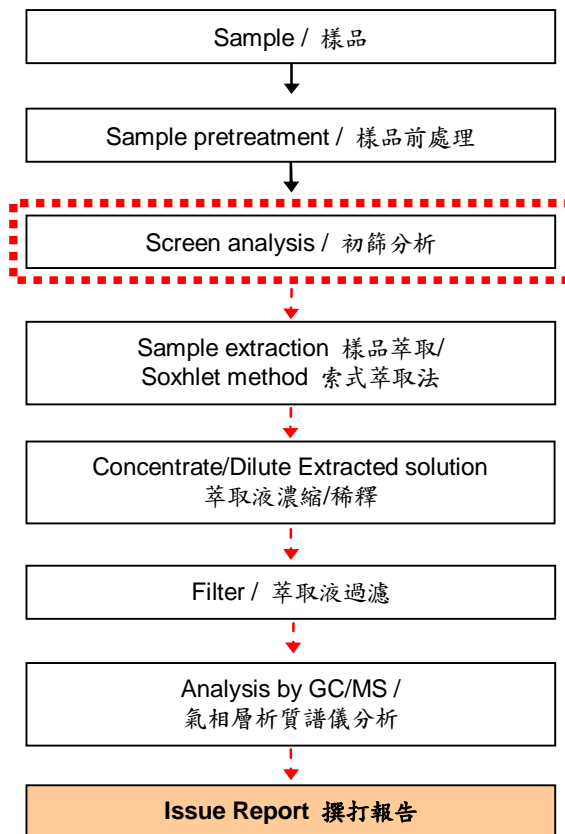 Sample / 樣品
Sample pretreatment / 樣品前處理
Screen analysis / 初篩分析
Sample extraction 樣品萃取/
Soxhlet method 索式萃取法
Concentrate/Dilute Extracted solution
萃取液濃縮/稀釋
Filter / 萃取液過濾
Analysis by GC/MS /
氣相層析質譜儀分析
Issue Report 撰打報告